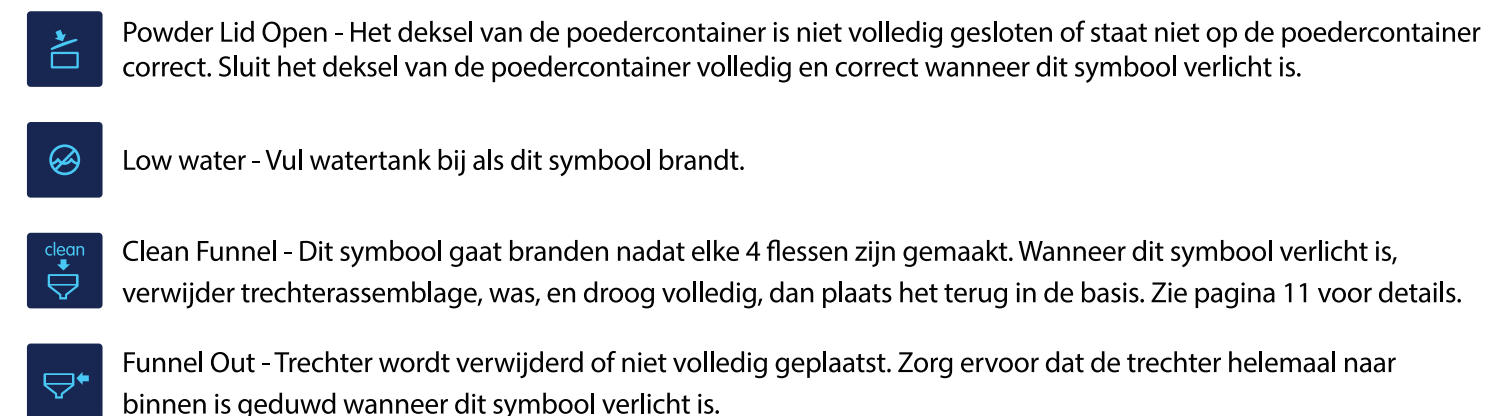 Powder Lid Open - Het deksel van de poedercontainer is niet volledig gesloten of staat niet op de poedercontainer
correct. Sluit het deksel van de poedercontainer volledig en correct wanneer dit symbool verlicht is.
Low water - Vul watertank bij als dit symbool brandt.
clean
Clean Funnel - Dit symbool gaat branden nadat elke 4 flessen zijn gemaakt. Wanneer dit symbool verlicht is,
verwijder trechterassemblage, was, en droog volledig, dan plaats het terug in de basis. Zie pagina 11 voor details.
Funnel Out - Trechter wordt verwijderd of niet volledig geplaatst. Zorg ervoor dat de trechter helemaal naar
binnen is geduwd wanneer dit symbool verlicht is.